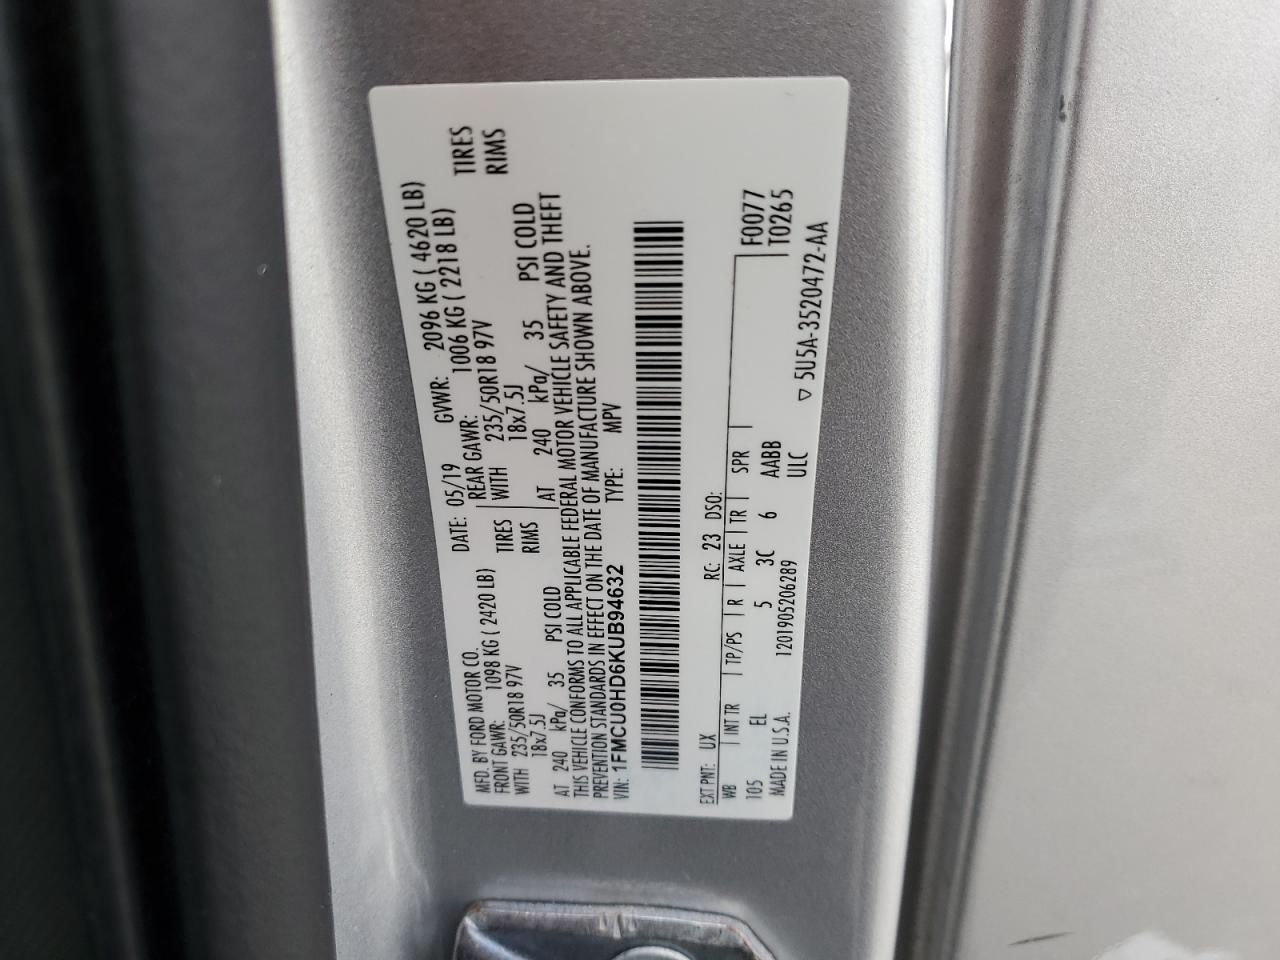 MFD. BY FORD MOTOR CO. DATE: 05/19 GVWR: 2096 KG ( 4620 LB)
FRONT GAWR: 1098 KG ( 2420 LB) REAR GAWR: 1006 KG ( 2218 LB)
WITH 235/50R18 97V TIRES WITH 235/50R18 97V TIRES
18x7.5J RIMS 18x7.5J RIMS
AT 240 kPa/ 35 PSI COLD AT 240 kPa/ 35 PSI COLD
THIS VEHICLE CONFORMS TO ALL APPLICABLE FEDERAL MOTOR VEHICLE SAFETY AND THEFT
PREVENTION STANDARDS IN EFFECT ON THE DATE OF MANUFACTURE SHOWN ABOVE.
VIN: 1FMCU0HD6KUB94632 TYPE: MPV
EXT PNT: UX RC: 23 DSO: F0077
WB INT TR TP/PS R AXLE TR SPR T0265
105 EL 5 3C 6 AABB
MADE IN U.S.A. 1201905206289 ULC
▽ 5U5A-3520472-AA